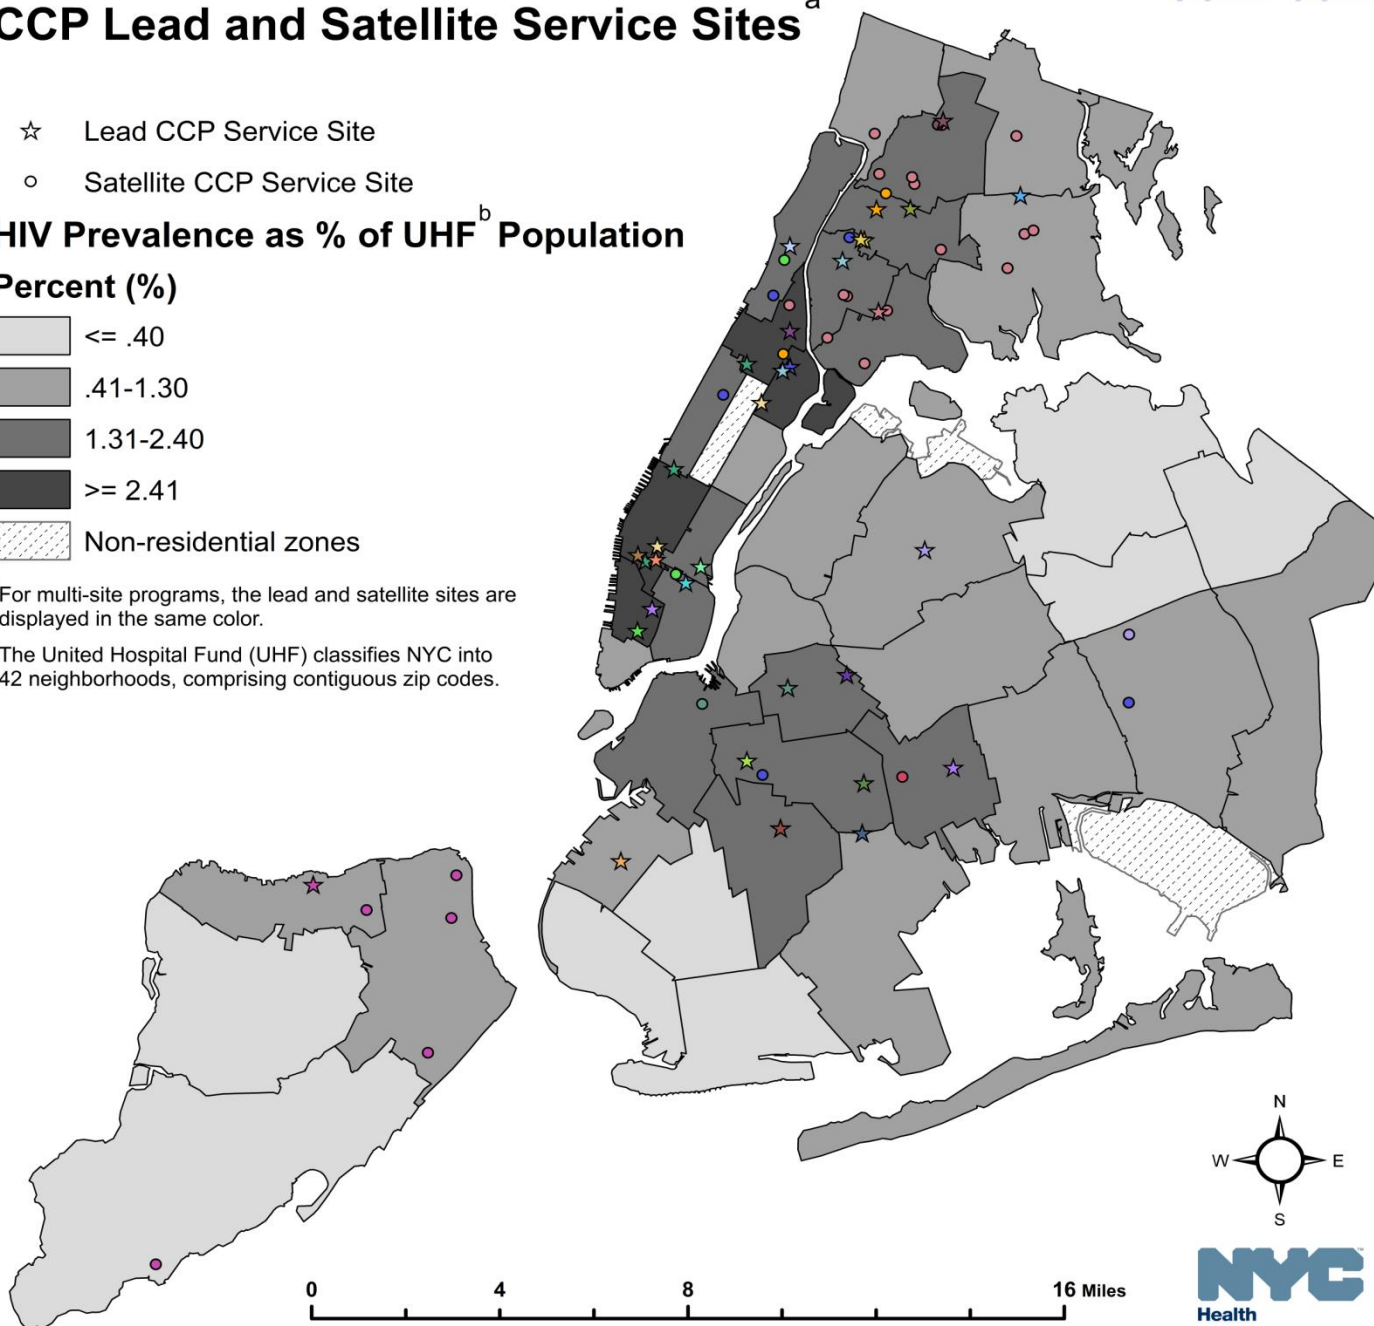 CCP Lead and Satellite Service Sites a
Lead CCP Service Site
Satellite CCP Service Site
HIV Prevalence as % of UHF b Population
Percent (%)
<= .40
.41-1.30
1.31-2.40
>= 2.41
Non-residential zones
For multi-site programs, the lead and satellite sites are
displayed in the same color.
The United Hospital Fund (UHF) classifies NYC into
42 neighborhoods, comprising contiguous zip codes.
N
W E
S
0 4 8 16 Miles
NYC
Health